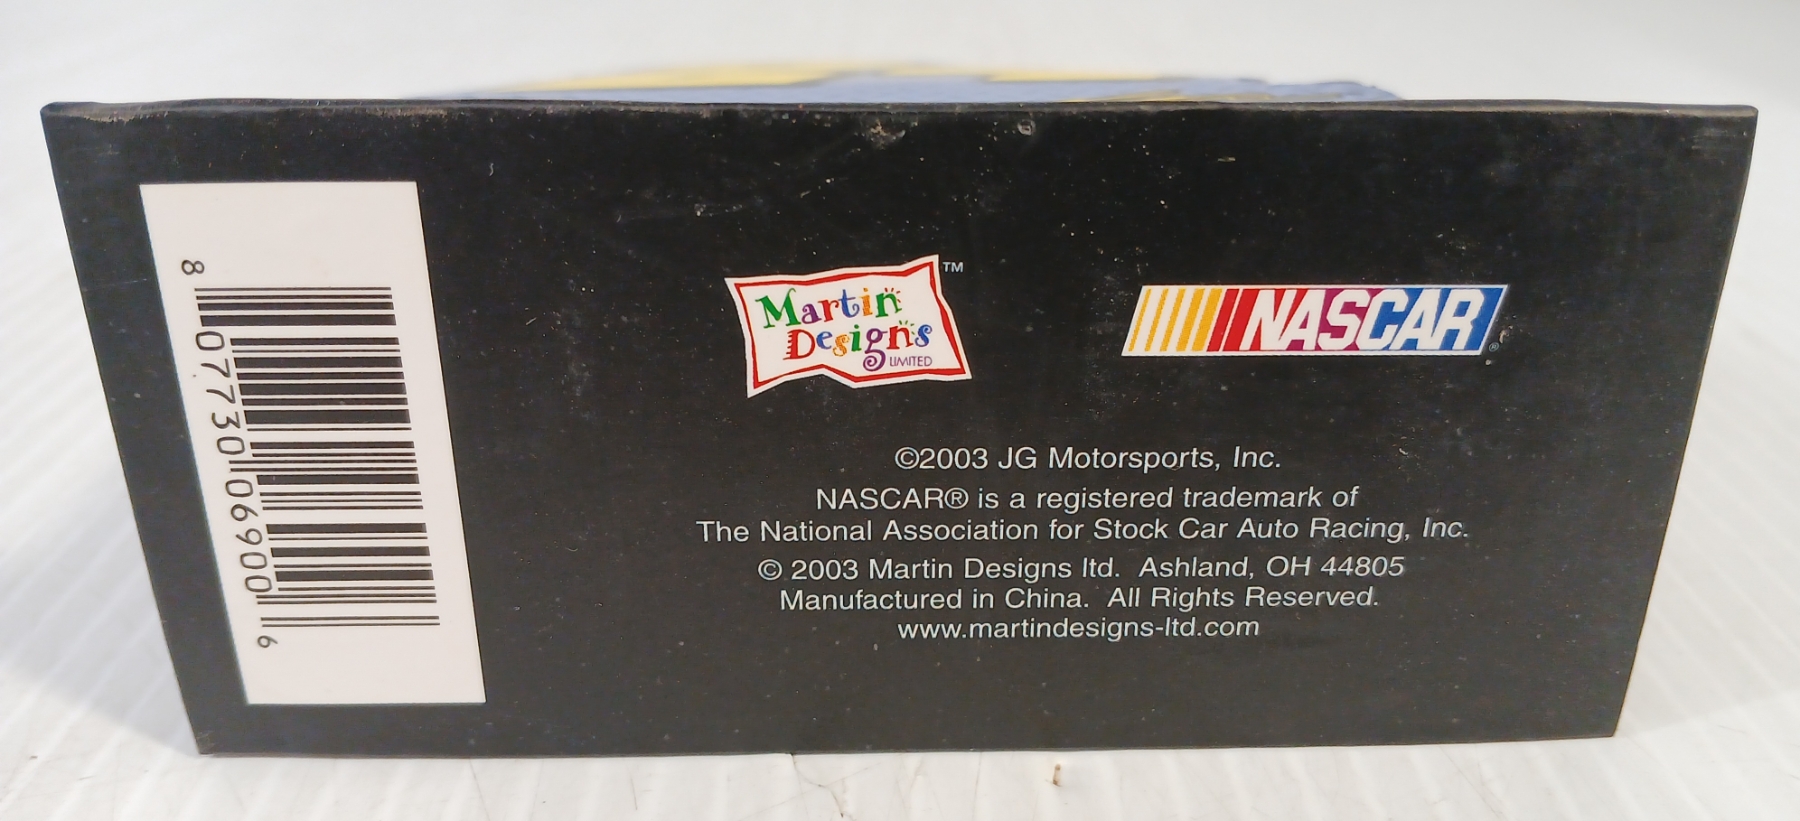 8 07730 06900 6
Martin
Designs
LIMITED
TM
NASCAR
®
©2003 JG Motorsports, Inc.
NASCAR® is a registered trademark of
The National Association for Stock Car Auto Racing, Inc.
© 2003 Martin Designs ltd. Ashland, OH 44805
Manufactured in China. All Rights Reserved.
www.martindesigns-ltd.com